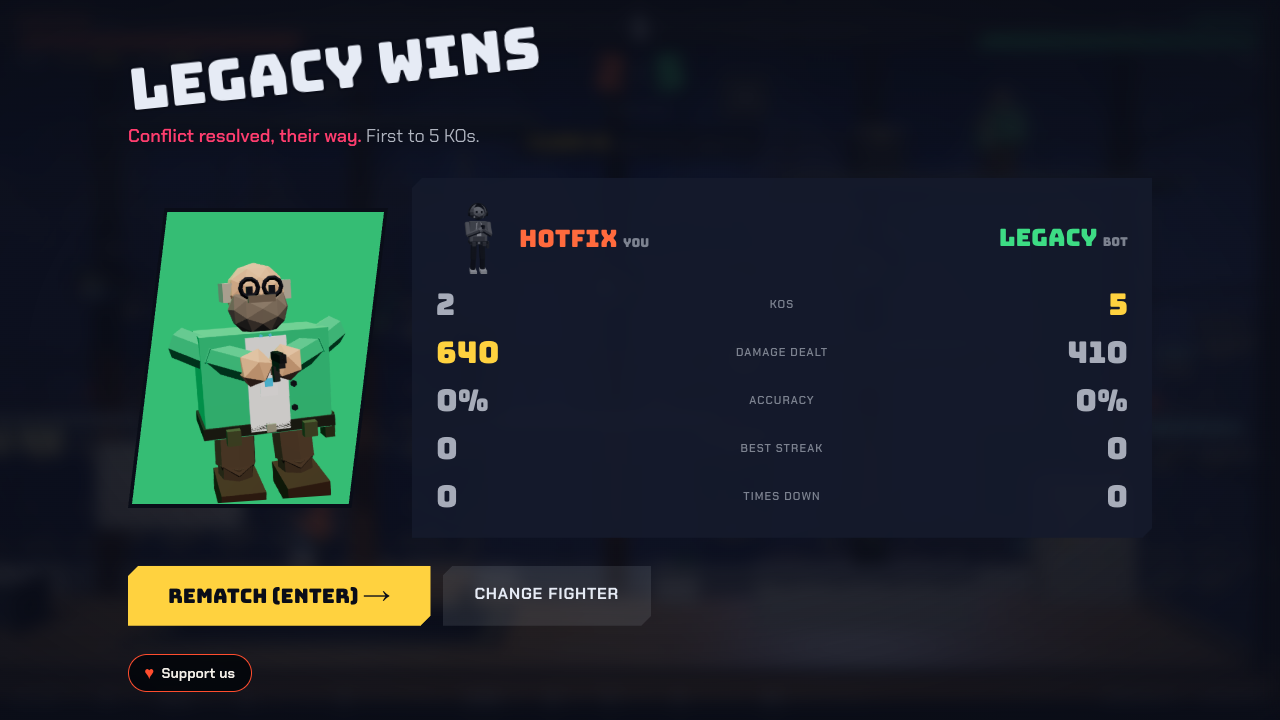 LEGACY WINS
Conflict resolved, their way. First to 5 KOs.
HOTFIX YOU
LEGACY BOT
2 KOS 5
640 DAMAGE DEALT 410
0% ACCURACY 0%
0 BEST STREAK 0
0 TIMES DOWN 0
REMATCH (ENTER) →
CHANGE FIGHTER
♥ Support us